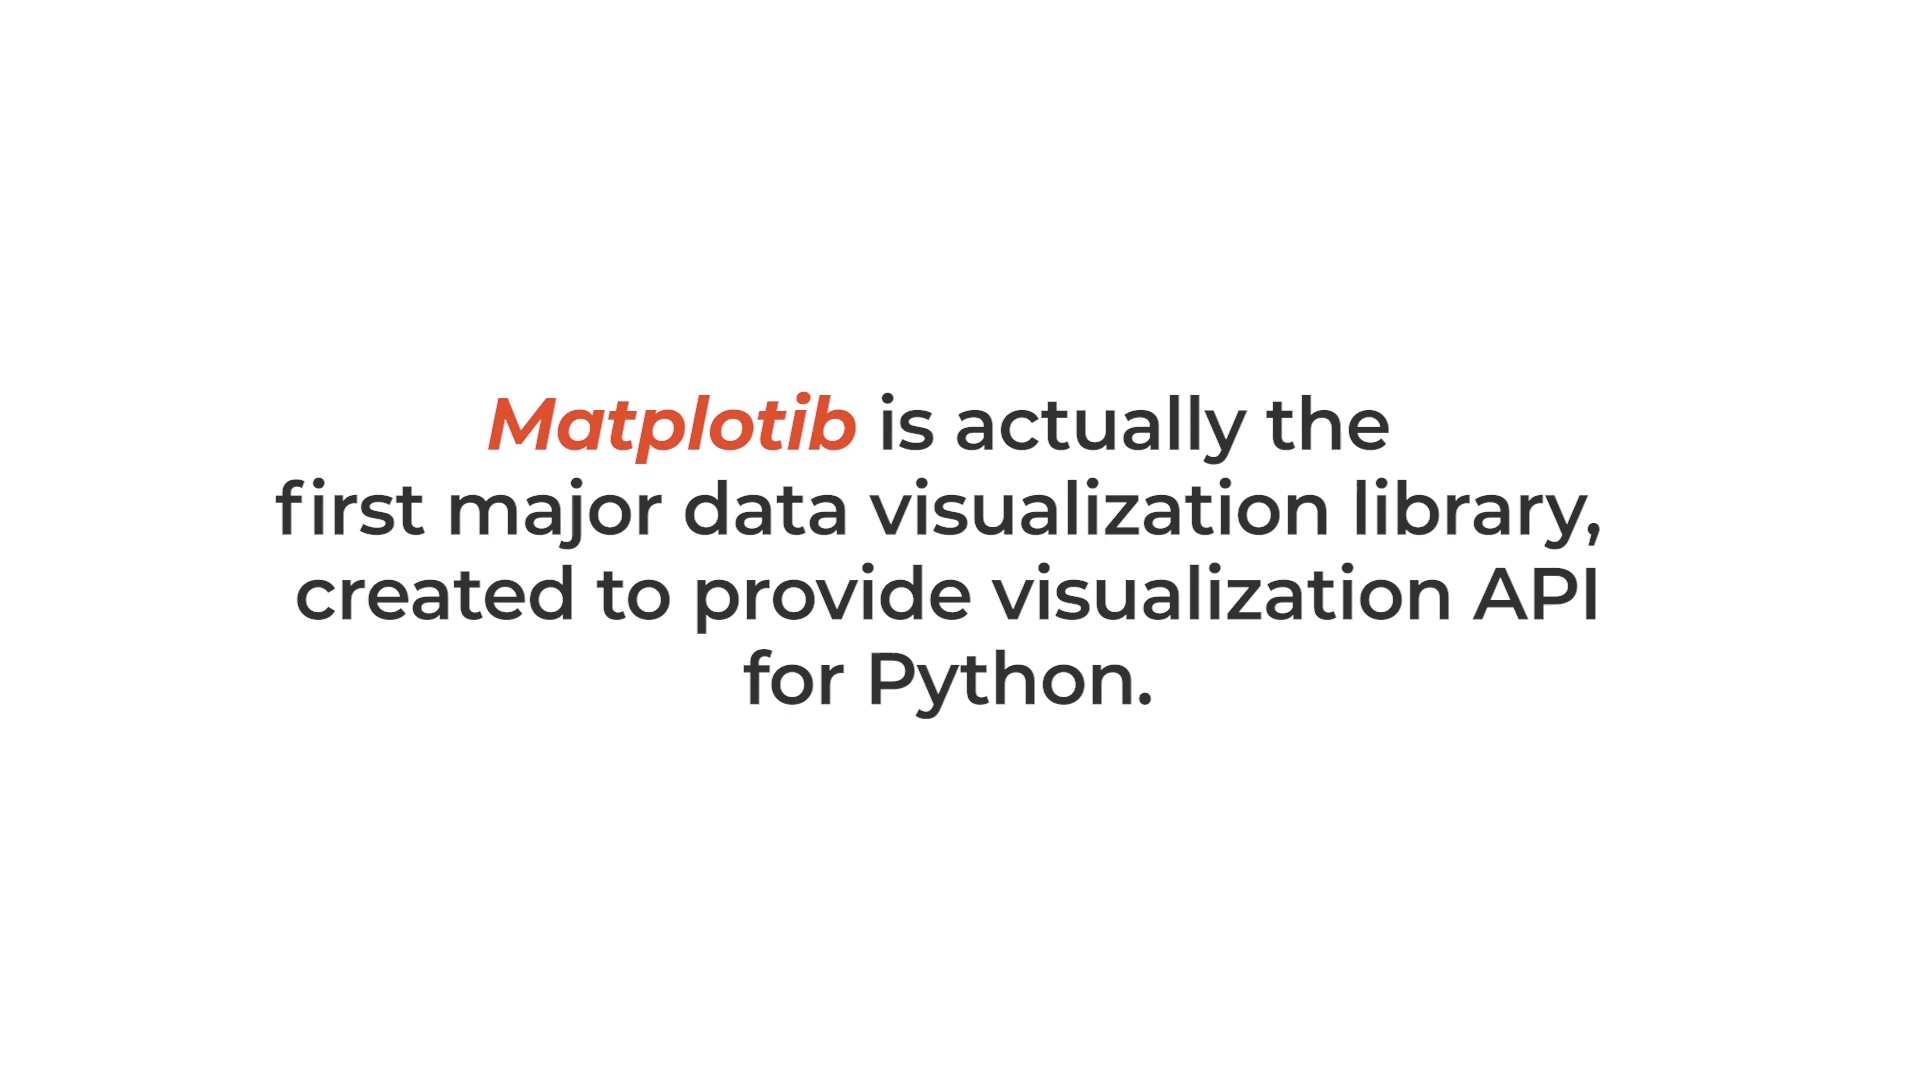 Matplotib is actually the
first major data visualization library,
created to provide visualization API
for Python.